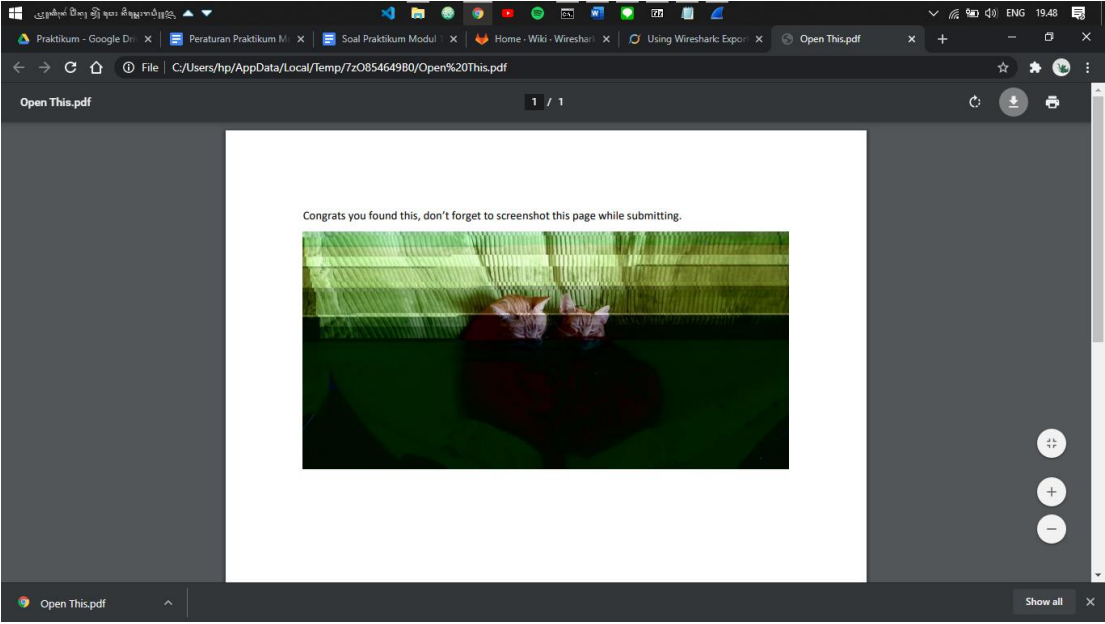 ENG 19.48
Praktikum - Google Dri
Peraturan Praktikum M
Soal Praktikum Modul
Home · Wiki · Wireshar
Using Wireshark: Expor
Open This.pdf
File
C:/Users/hp/AppData/Local/Temp/7zO854649B0/Open%20This.pdf
Open This.pdf
1 / 1
Congrats you found this, don’t forget to screenshot this page while submitting.
Open This.pdf
Show all